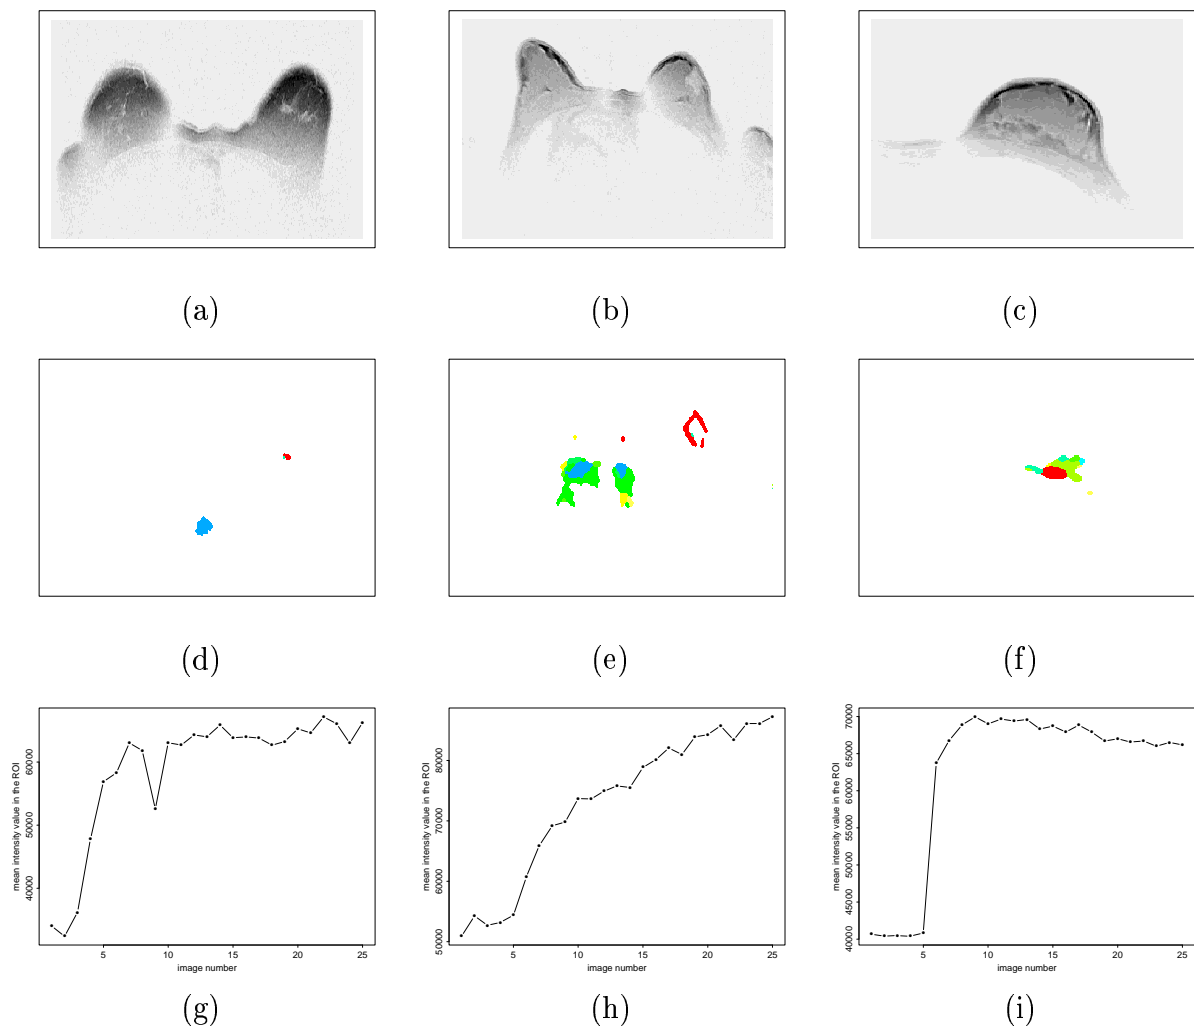 (a) (b) (c)
(d) (e) (f)
mean intensity value in the ROI
40000 50000 60000
5 10 15 20 25
image number
mean intensity value in the ROI
50000 60000 70000 80000
5 10 15 20 25
image number
mean intensity value in the ROI
40000 45000 50000 55000 60000 65000 70000
5 10 15 20 25
image number
(g) (h) (i)